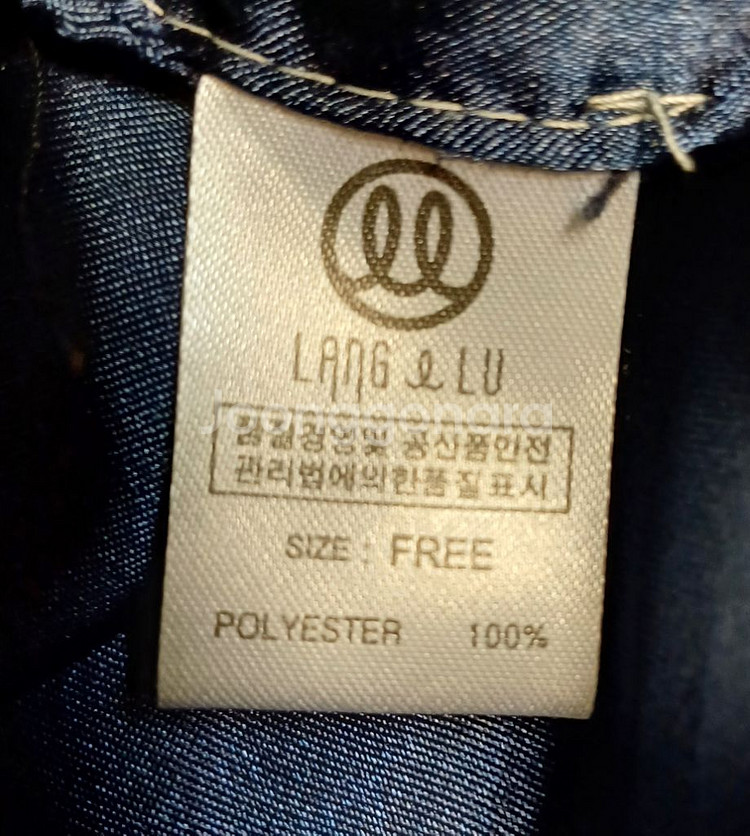 LANG & LU
joonggonara
품질경영및 공산품안전
관리법에의한품질표시
SIZE : FREE
POLYESTER 100%